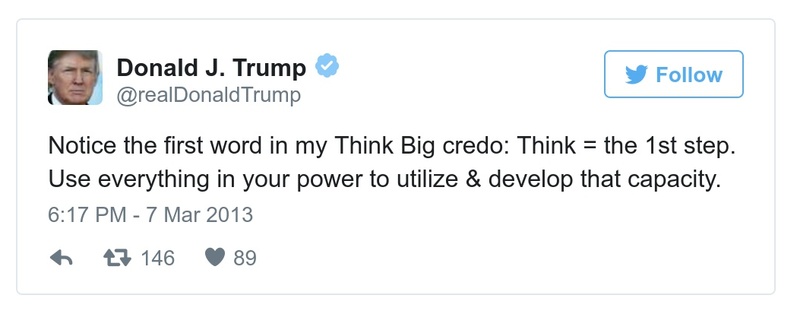 Donald J. Trump
@realDonaldTrump
Follow
Notice the first word in my Think Big credo: Think = the 1st step.
Use everything in your power to utilize & develop that capacity.
6:17 PM - 7 Mar 2013
146 89